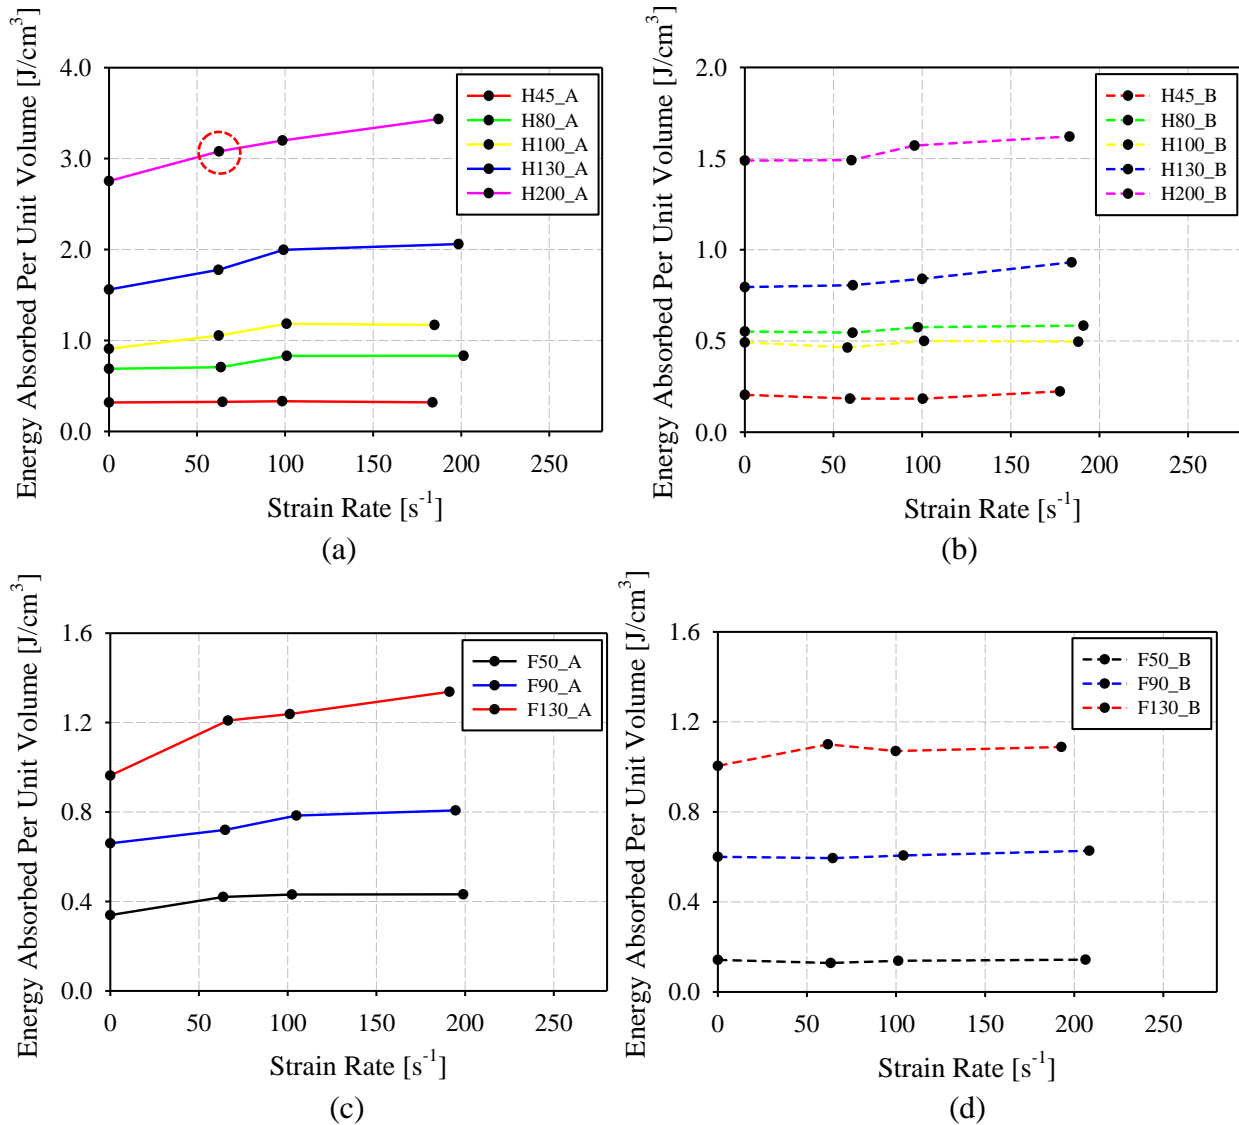 Energy Absorbed Per Unit Volume [J/cm³]
4.0
3.0
2.0
1.0
0.0
0 50 100 150 200 250
Strain Rate [s⁻¹]
H45_A
H80_A
H100_A
H130_A
H200_A
(a)
Energy Absorbed Per Unit Volume [J/cm³]
2.0
1.5
1.0
0.5
0.0
0 50 100 150 200 250
Strain Rate [s⁻¹]
H45_B
H80_B
H100_B
H130_B
H200_B
(b)
Energy Absorbed Per Unit Volume [J/cm³]
1.6
1.2
0.8
0.4
0.0
0 50 100 150 200 250
Strain Rate [s⁻¹]
F50_A
F90_A
F130_A
(c)
Energy Absorbed Per Unit Volume [J/cm³]
1.6
1.2
0.8
0.4
0.0
0 50 100 150 200 250
Strain Rate [s⁻¹]
F50_B
F90_B
F130_B
(d)